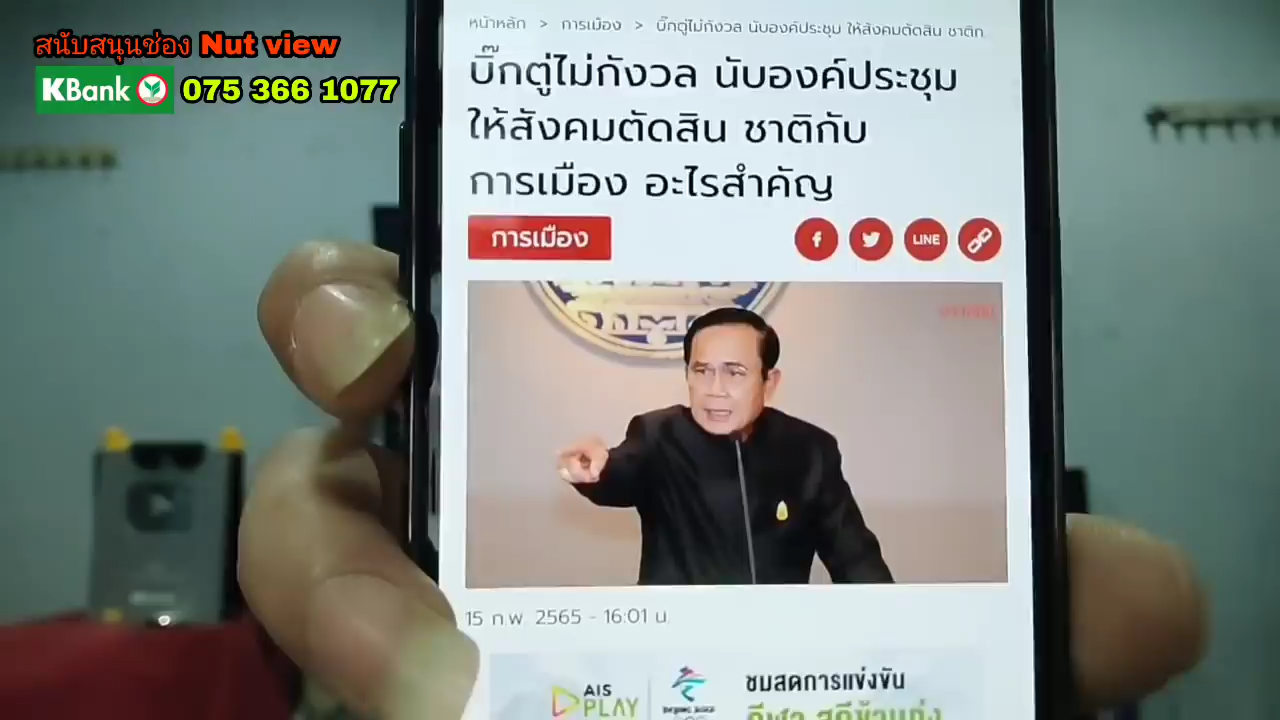 สนับสนุนช่อง Nut view
KBank 075 366 1077
หน้าหลัก > การเมือง > บิ๊กตู่ไม่กังวล นับองค์ประชุม ให้สังคมตัดสิน ชาติก
บิ๊กตู่ไม่กังวล นับองค์ประชุม
ให้สังคมตัดสิน ชาติกับ
การเมือง อะไรสำคัญ
การเมือง
LINE
15 ก.พ 2565 - 16:01 น.
AIS
PLAY
ชมสดการแข่งขัน